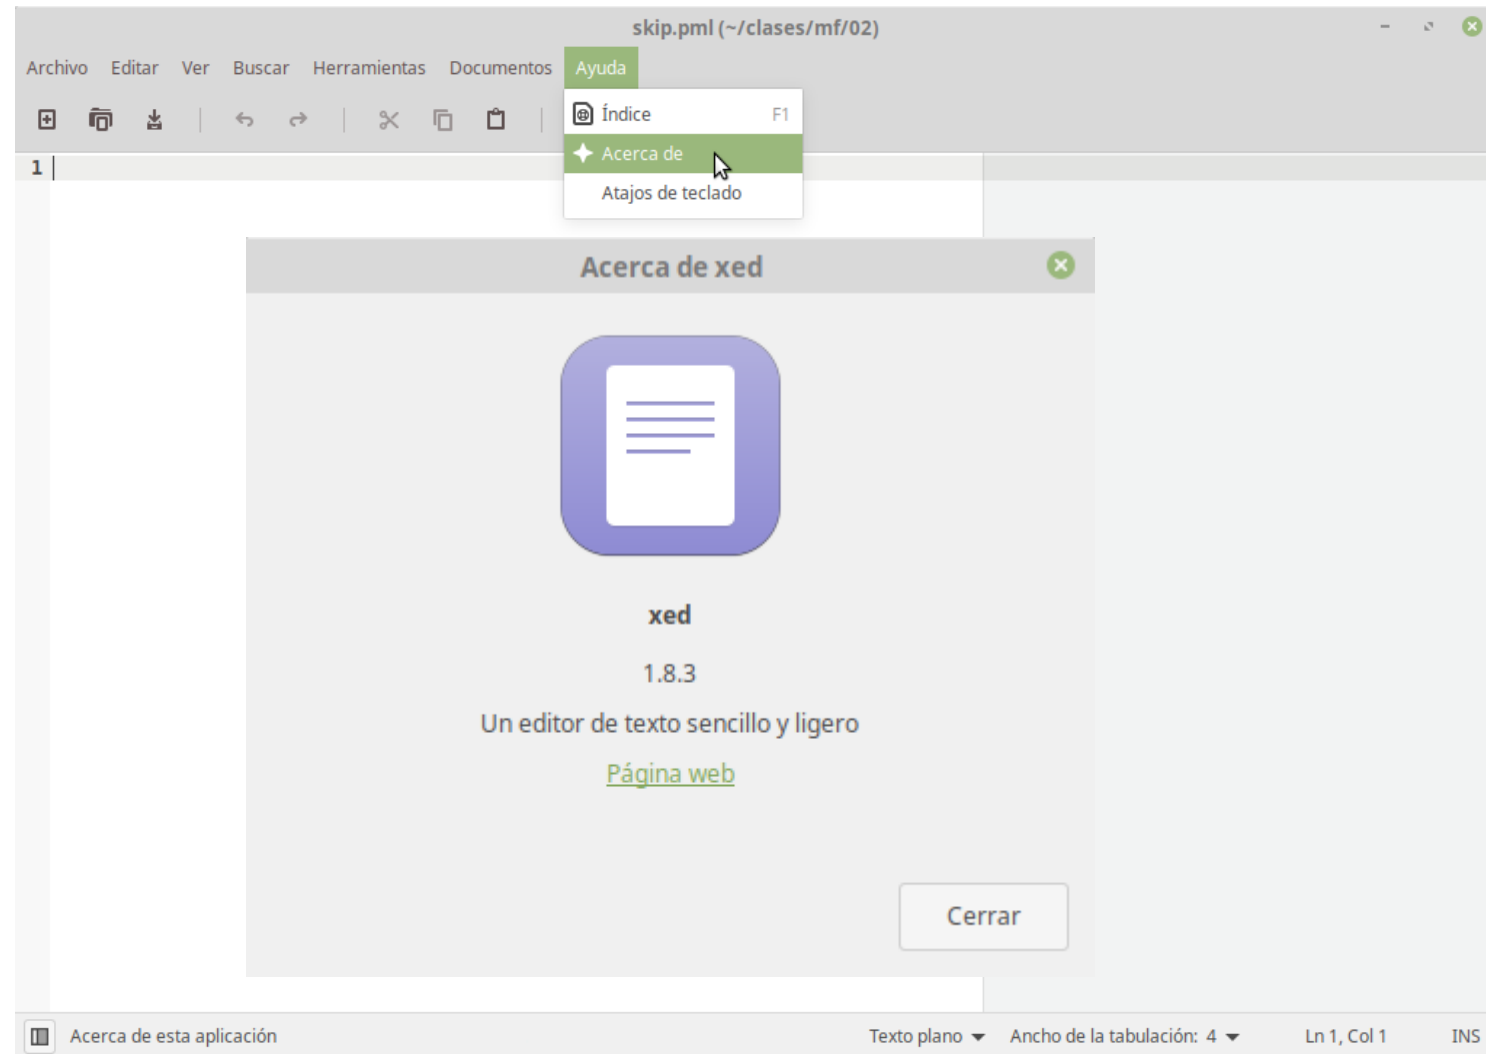 skip.pml (~/clases/mf/02)
Archivo Editar Ver Buscar Herramientas Documentos Ayuda
Índice F1
Acerca de
Atajos de teclado
1
Acerca de xed
xed
1.8.3
Un editor de texto sencillo y ligero
Página web
Cerrar
Acerca de esta aplicación Texto plano Ancho de la tabulación: 4 Ln 1, Col 1 INS